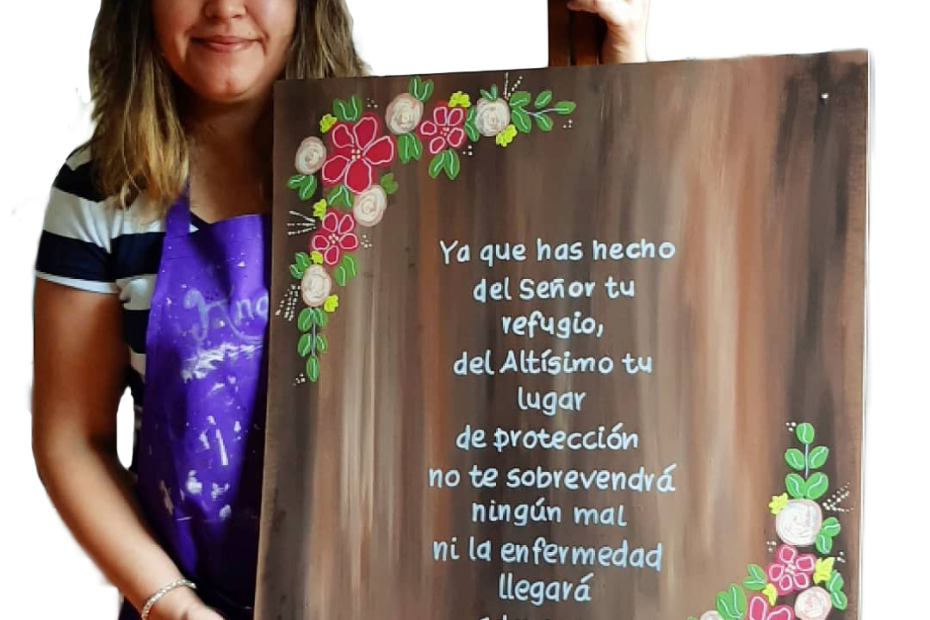 Ya que has hecho
del Señor tu
refugio,
del Altísimo tu
lugar
de protección
no te sobrevendrá
ningún mal
ni la enfermedad
llegará